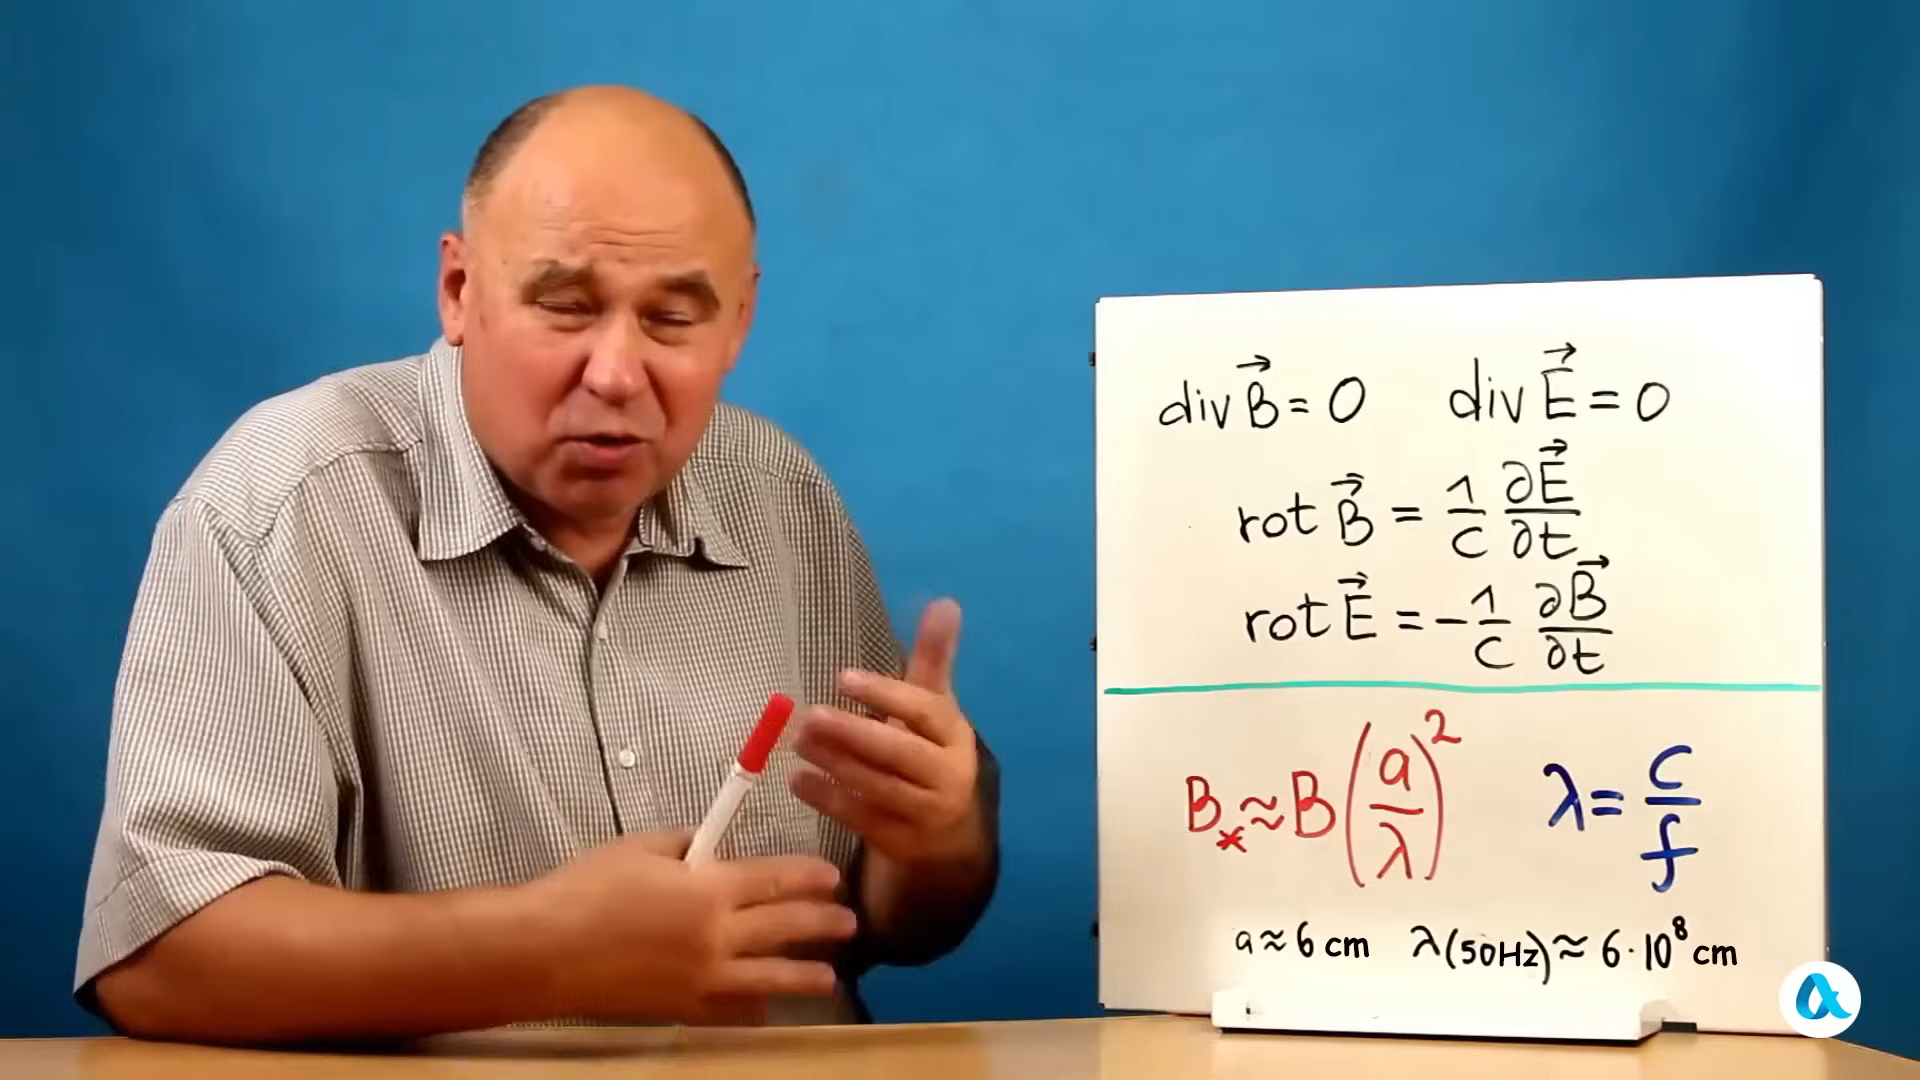 div B⃗ = 0 div E⃗ = 0
rot B⃗ = 1/c ∂E⃗/∂t
rot E⃗ = - 1/c ∂B⃗/∂t
B* ≈ B (a/λ)² λ = c/f
a ≈ 6 cm λ(50Hz) ≈ 6·10⁸ cm